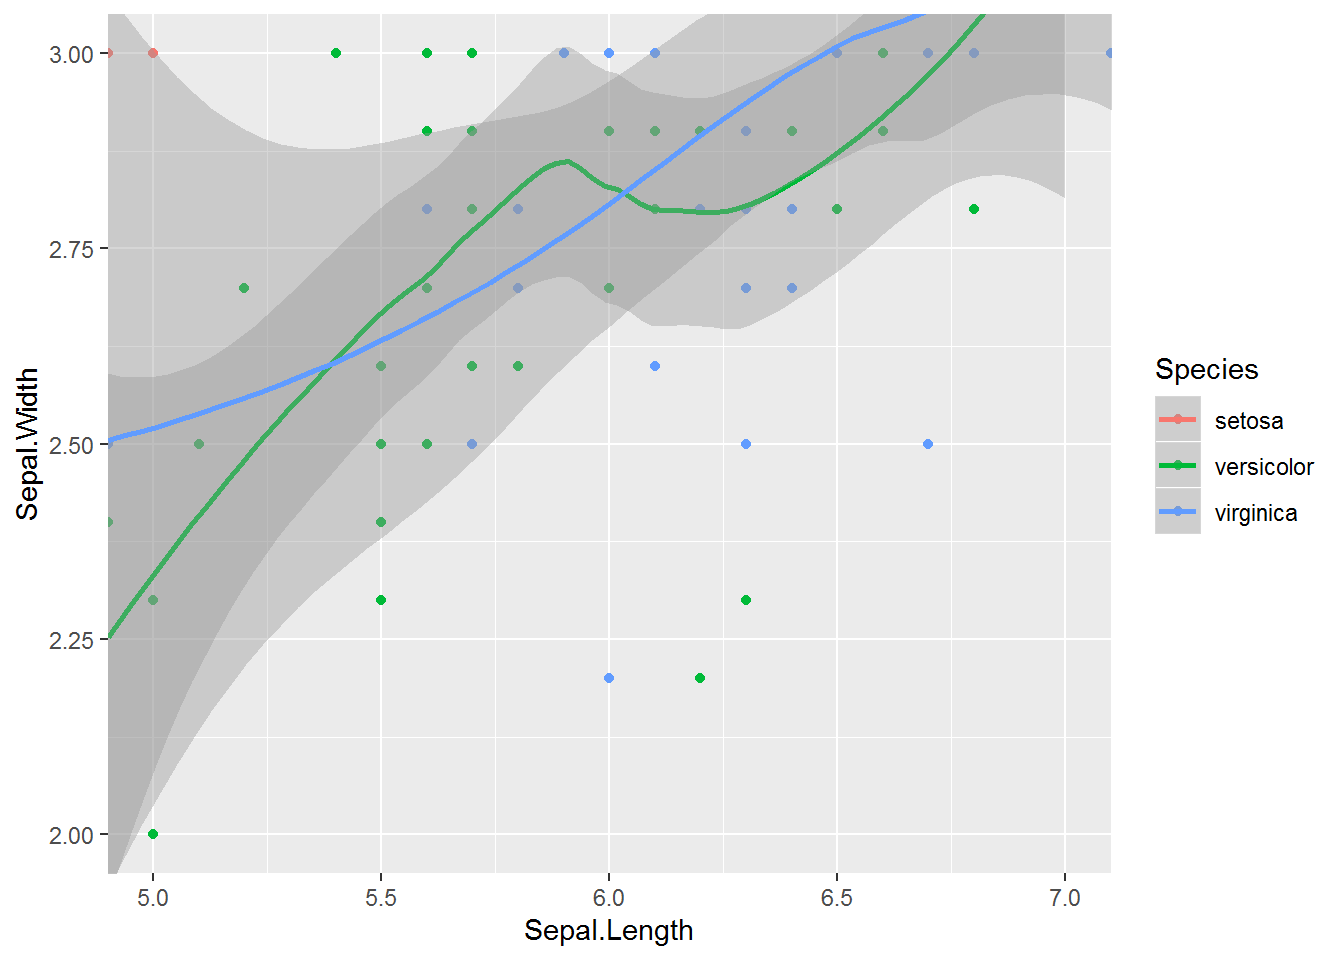 3.00
2.75
2.50
2.25
2.00
Sepal.Width
5.0 5.5 6.0 6.5 7.0
Sepal.Length
Species
setosa
versicolor
virginica